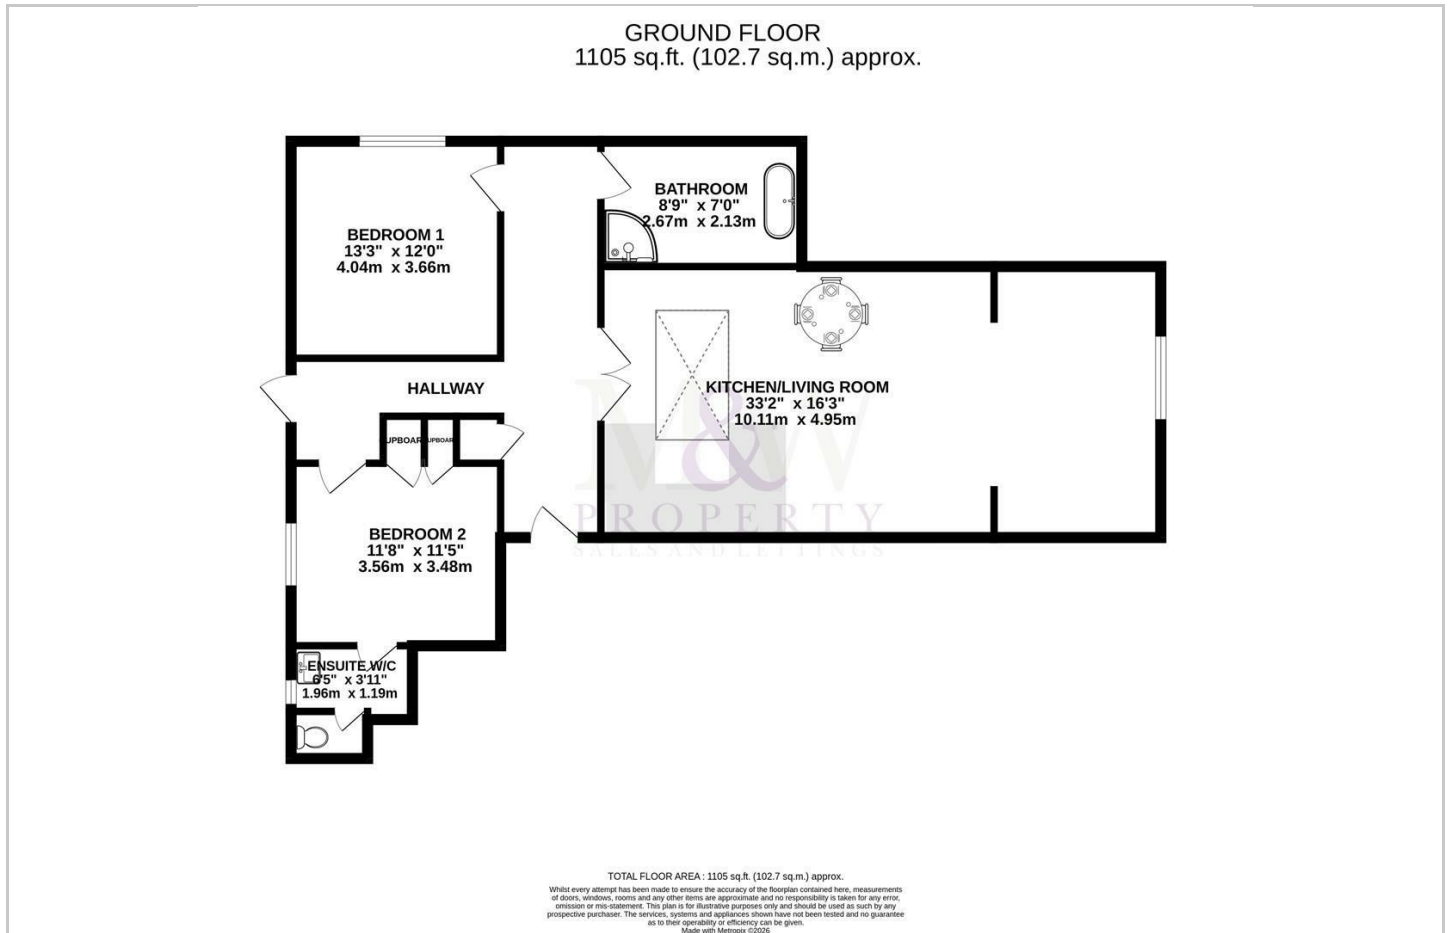 GROUND FLOOR
1105 sq.ft. (102.7 sq.m.) approx.
BATHROOM
8'9" x 7'0"
2.67m x 2.13m
BEDROOM 1
13'3" x 12'0"
4.04m x 3.66m
HALLWAY
KITCHEN/LIVING ROOM
33'2" x 16'3"
10.11m x 4.95m
UPBOAR
UPBOAR
M&W
PROPERTY
SALES AND LETTINGS
BEDROOM 2
11'8" x 11'5"
3.56m x 3.48m
ENSUITE W/C
6'5" x 3'11"
1.96m x 1.19m
TOTAL FLOOR AREA : 1105 sq.ft. (102.7 sq.m.) approx.
Whilst every attempt has been made to ensure the accuracy of the floorplan contained here, measurements
of doors, windows, rooms and any other items are approximate and no responsibility is taken for any error,
omission or mis-statement. This plan is for illustrative purposes only and should be used as such by any
prospective purchaser. The services, systems and appliances shown have not been tested and no guarantee
as to their operability or efficiency can be given.
Made with Metropix ©2026